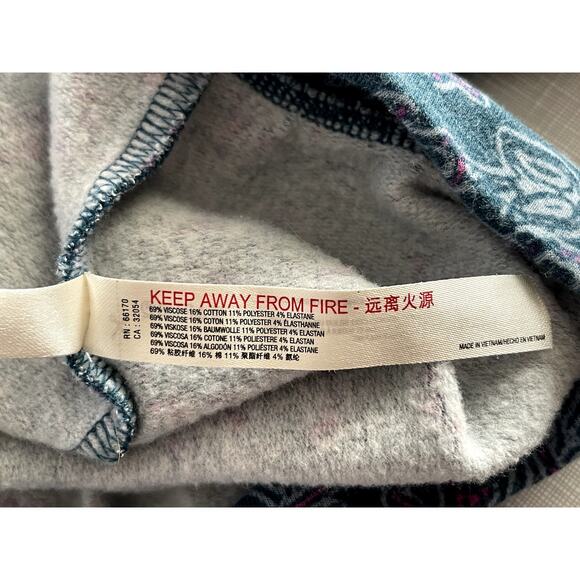 RN : 66170
CA : 32054
KEEP AWAY FROM FIRE - 远离火源
69% VISCOSE 16% COTTON 11% POLYESTER 4% ELASTANE
69% VISCOSE 16% COTON 11% POLYESTER 4% ÉLASTHANNE
69% VISKOSE 16% BAUMWOLLE 11% POLYESTER 4% ELASTAN
69% VISCOSA 16% COTONE 11% POLIESTERE 4% ELASTANE
69% VISCOSA 16% ALGODÓN 11% POLIÉSTER 4% ELASTANE
69% 粘胶纤维 16% 棉 11% 聚酯纤维 4% 氨纶
MADE IN VIETNAM/HECHO EN VIETNAM